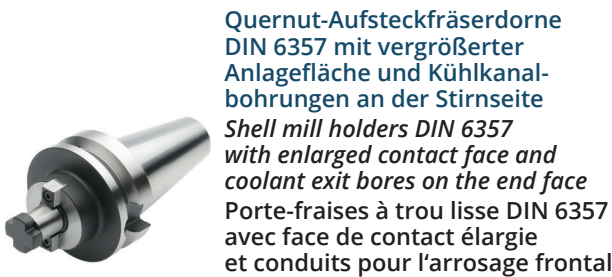 Quernut-Aufsteckfräserdorne
DIN 6357 mit vergrößerter
Anlagefläche und Kühlkanal-
bohrungen an der Stirnseite
Shell mill holders DIN 6357
with enlarged contact face and
coolant exit bores on the end face
Porte-fraises à trou lisse DIN 6357
avec face de contact élargie
et conduits pour l‘arrosage frontal